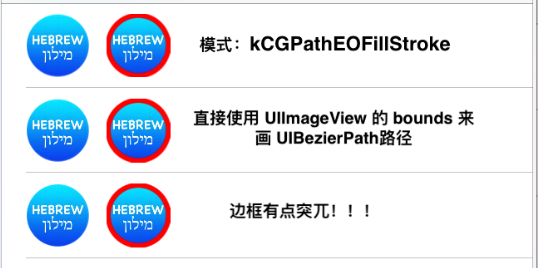 HEBREW
מילון
HEBREW
מילון
模式：kCGPathEOFillStroke
HEBREW
מילון
HEBREW
מילון
直接使用 UIImageView 的 bounds 来
画 UIBezierPath路径
HEBREW
מילון
HEBREW
מילון
边框有点突兀！！！